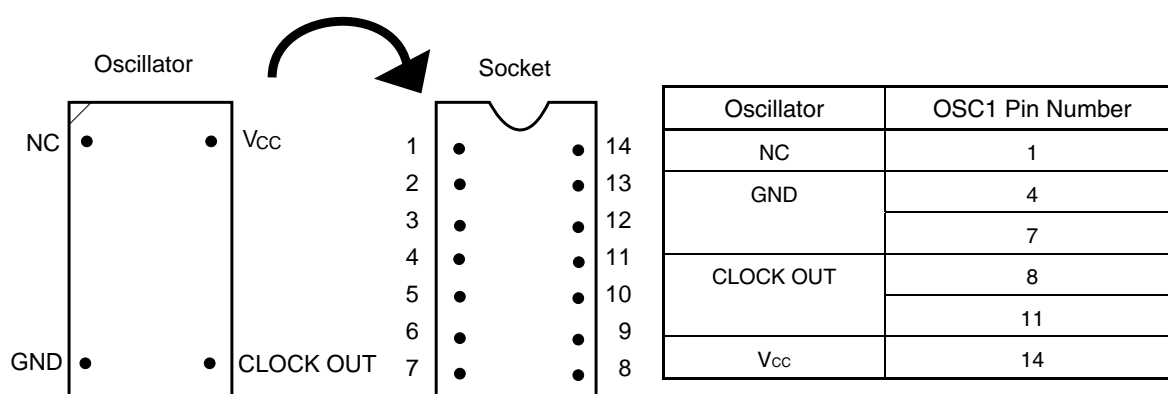 Oscillator
NC
VCC
GND
CLOCK OUT
Socket
1 14
2 13
3 12
4 11
5 10
6 9
7 8
Oscillator OSC1 Pin Number
NC 1
GND 4
7
CLOCK OUT 8
11
VCC 14